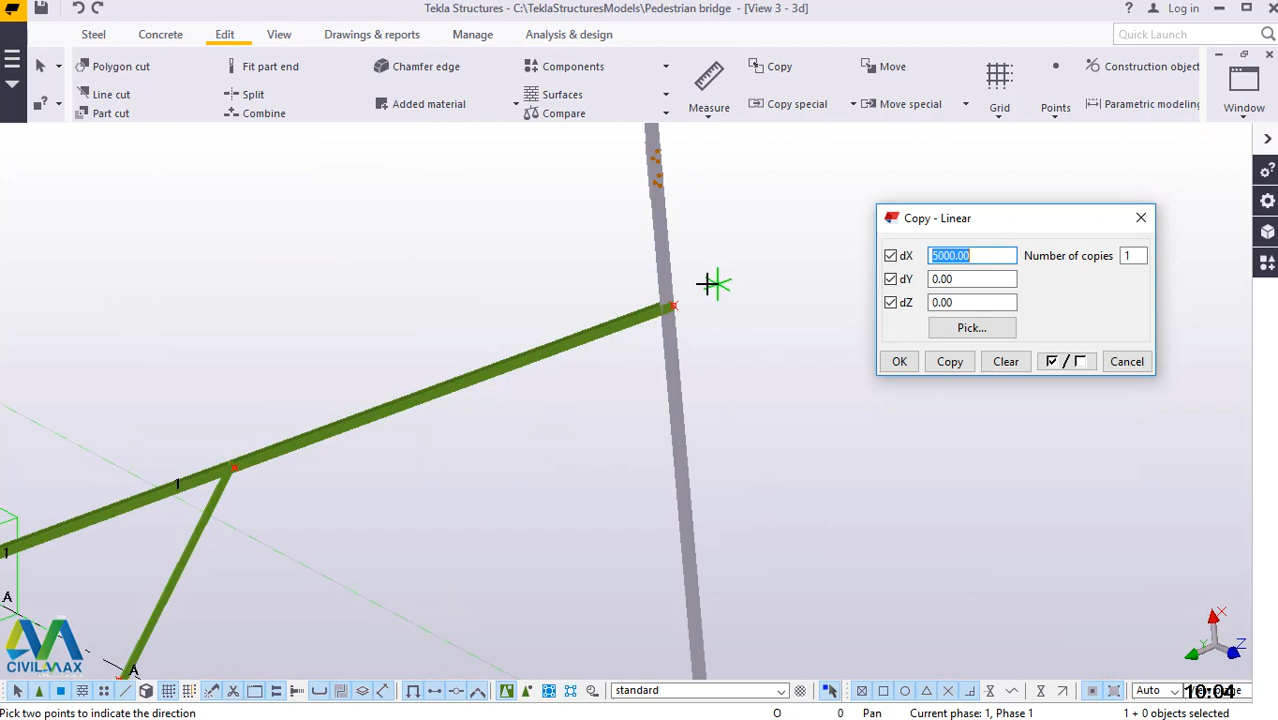 Tekla Structures - C:\TeklaStructuresModels\Pedestrian bridge - [View 3 - 3d]
Log in
Steel Concrete Edit View Drawings & reports Manage Analysis & design
Quick Launch
Polygon cut Fit part end Chamfer edge Components Copy Move Construction object
Line cut Split Surfaces
Added material Measure Copy special Move special Grid Points Parametric modeling Window
Part cut Combine Compare
Copy - Linear
dX 5000.00 Number of copies 1
dY 0.00
dZ 0.00
Pick...
OK Copy Clear / Cancel
1
1
A
A
CIVILMAX
X
Y
Z
standard
Auto
10:04
Pick two points to indicate the direction
O 0 Pan Current phase: 1, Phase 1 1 + 0 objects selected